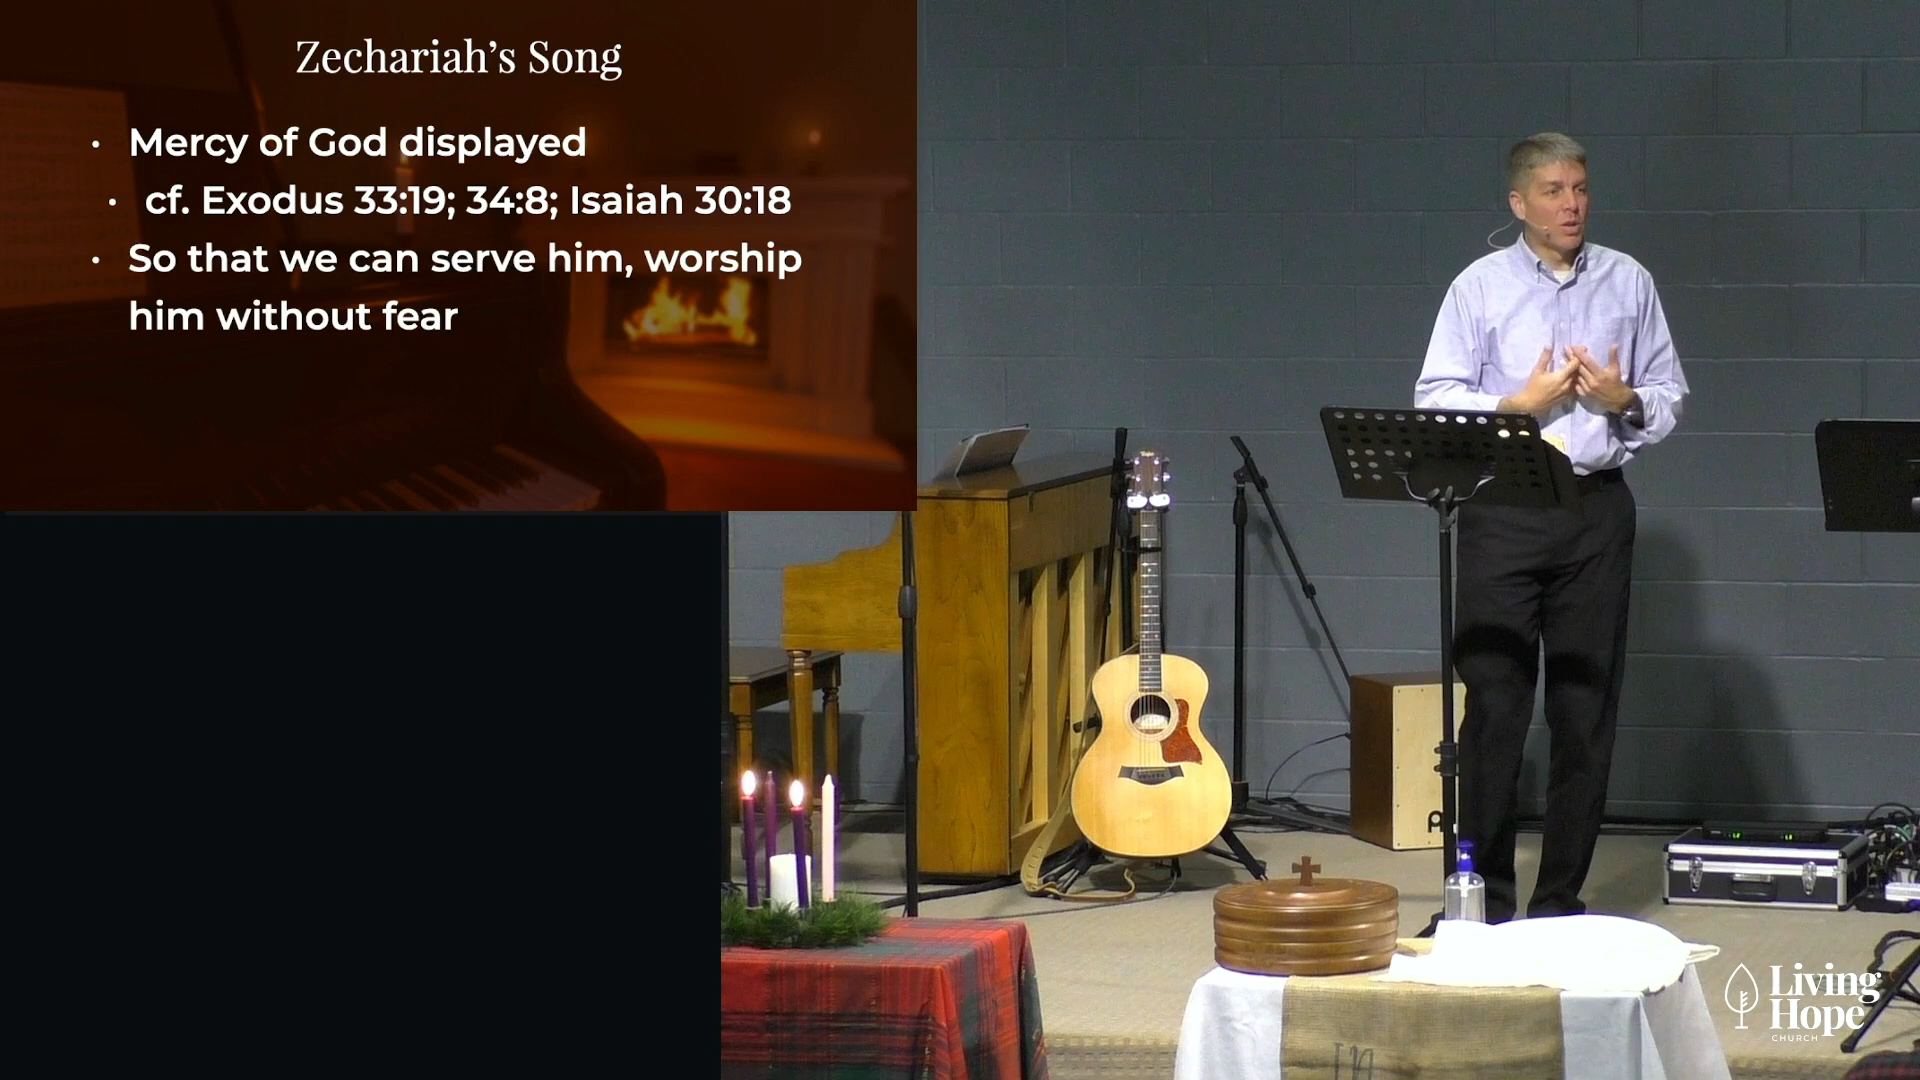 Zechariah's Song
• Mercy of God displayed
• cf. Exodus 33:19; 34:8; Isaiah 30:18
• So that we can serve him, worship
him without fear
Living
Hope
CHURCH